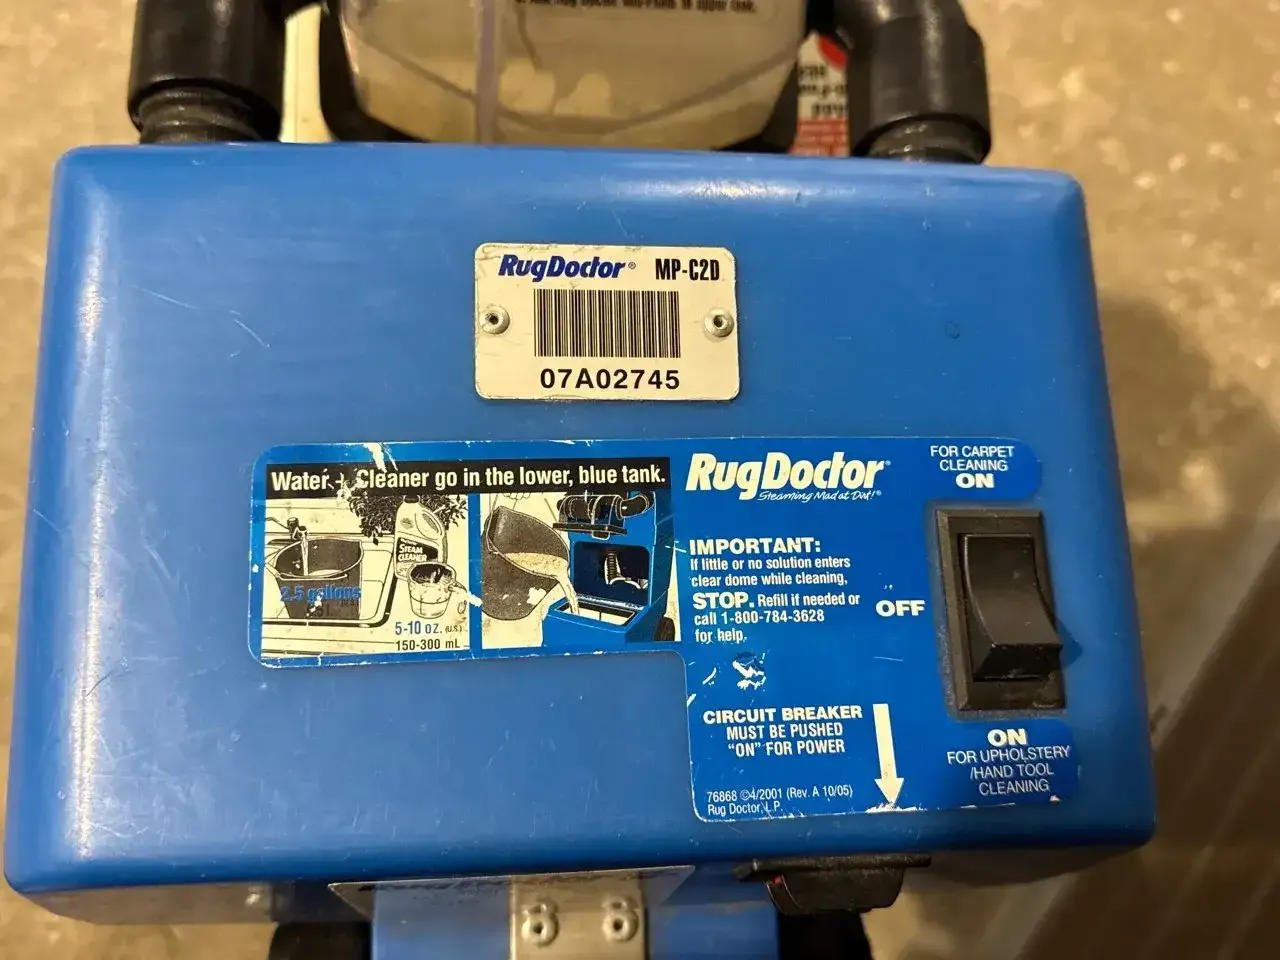 RugDoctor® MP-C2D
07A02745
Water + Cleaner go in the lower, blue tank.
STEAM
CLEANER
2.5 gallons
5-10 oz. (U.S.)
150-300 mL
RugDoctor®
Steaming Mad at Dirt!®
IMPORTANT:
If little or no solution enters
clear dome while cleaning,
STOP. Refill if needed or
call 1-800-784-3628
for help.
CIRCUIT BREAKER
MUST BE PUSHED
"ON" FOR POWER
76868 ©4/2001 (Rev. A 10/05)
Rug Doctor, L.P.
FOR CARPET
CLEANING
ON
OFF
ON
FOR UPHOLSTERY
/HAND TOOL
CLEANING